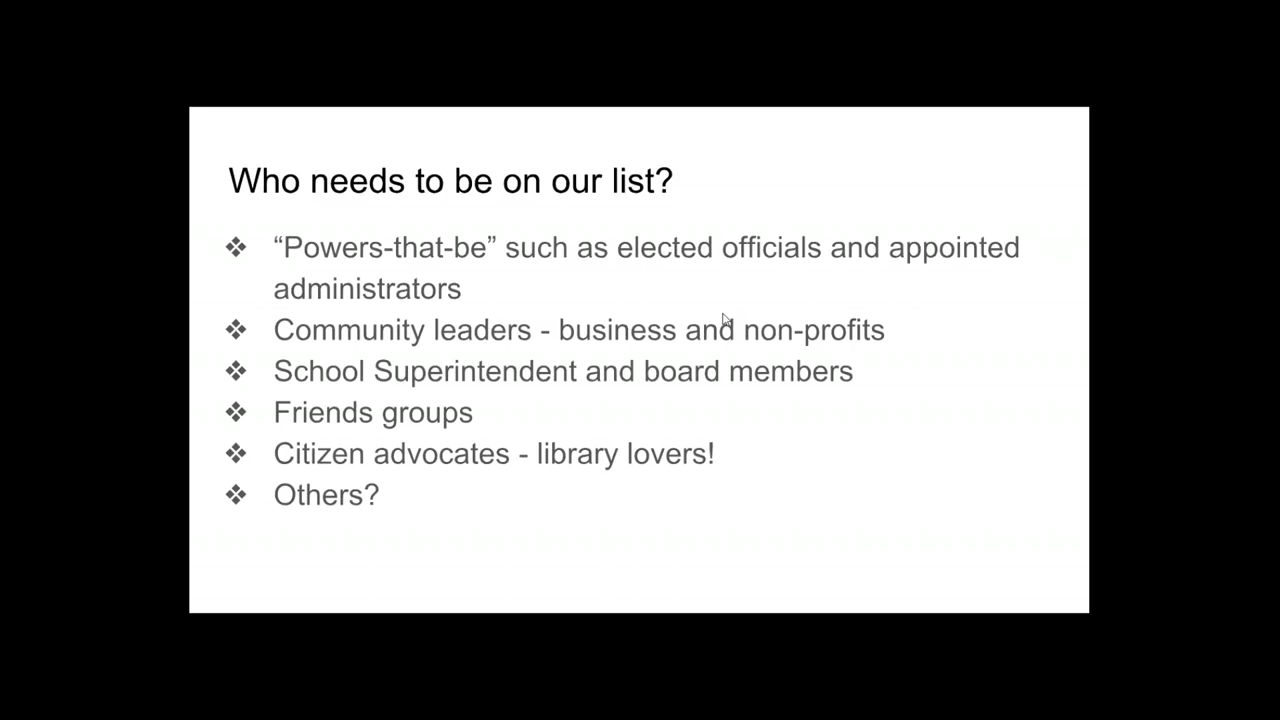 Who needs to be on our list?
❖ “Powers-that-be” such as elected officials and appointed
administrators
❖ Community leaders - business and non-profits
❖ School Superintendent and board members
❖ Friends groups
❖ Citizen advocates - library lovers!
❖ Others?